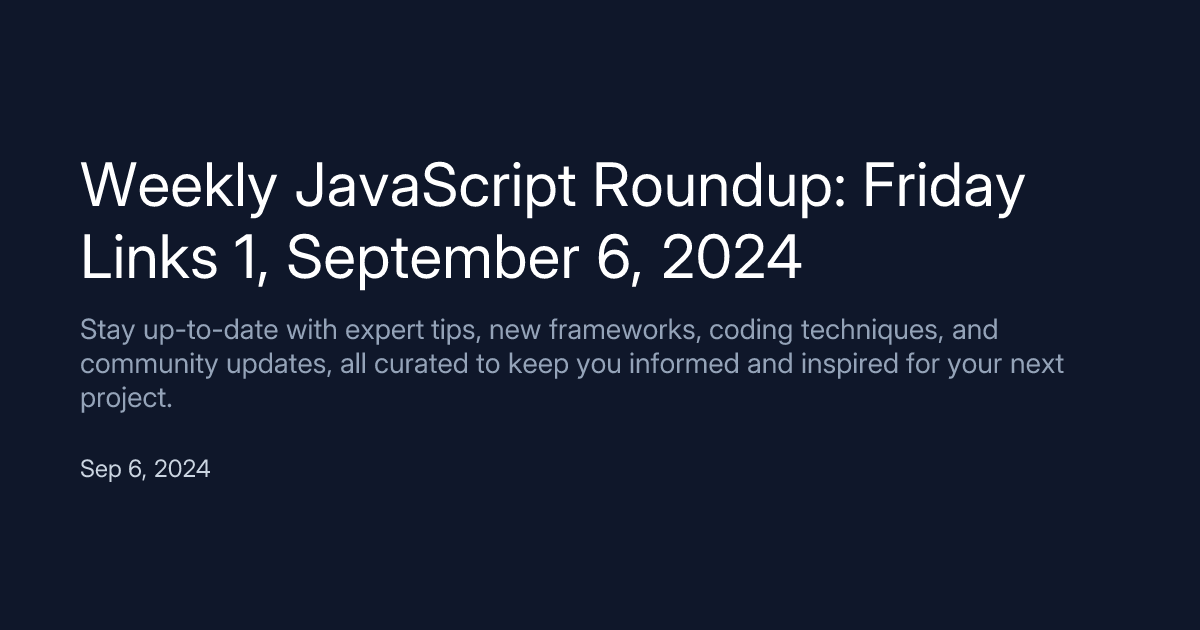 Weekly JavaScript Roundup: Friday
Links 1, September 6, 2024
Stay up-to-date with expert tips, new frameworks, coding techniques, and
community updates, all curated to keep you informed and inspired for your next
project.
Sep 6, 2024